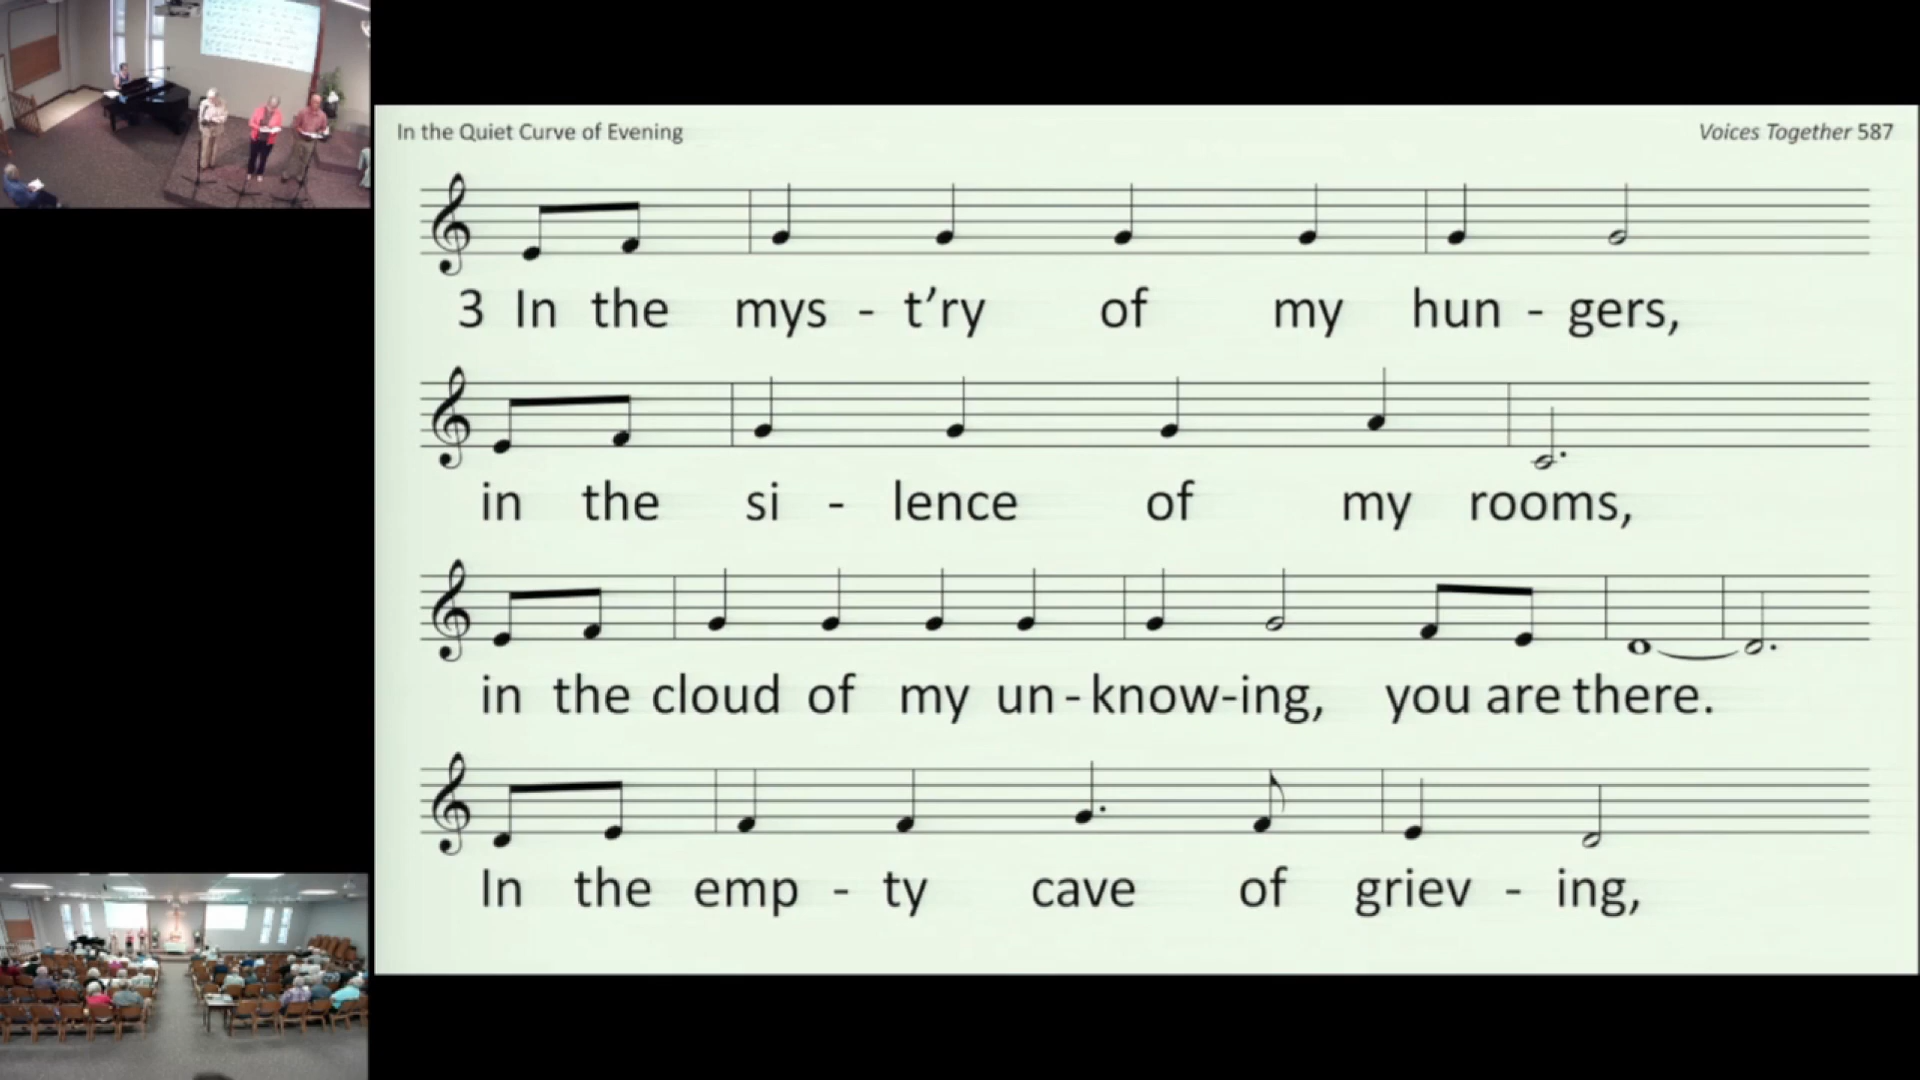 In the Quiet Curve of Evening
Voices Together 587
3 In the mys - t’ry of my hun - gers,
in the si - lence of my rooms,
in the cloud of my un - know-ing, you are there.
In the emp - ty cave of griev - ing,